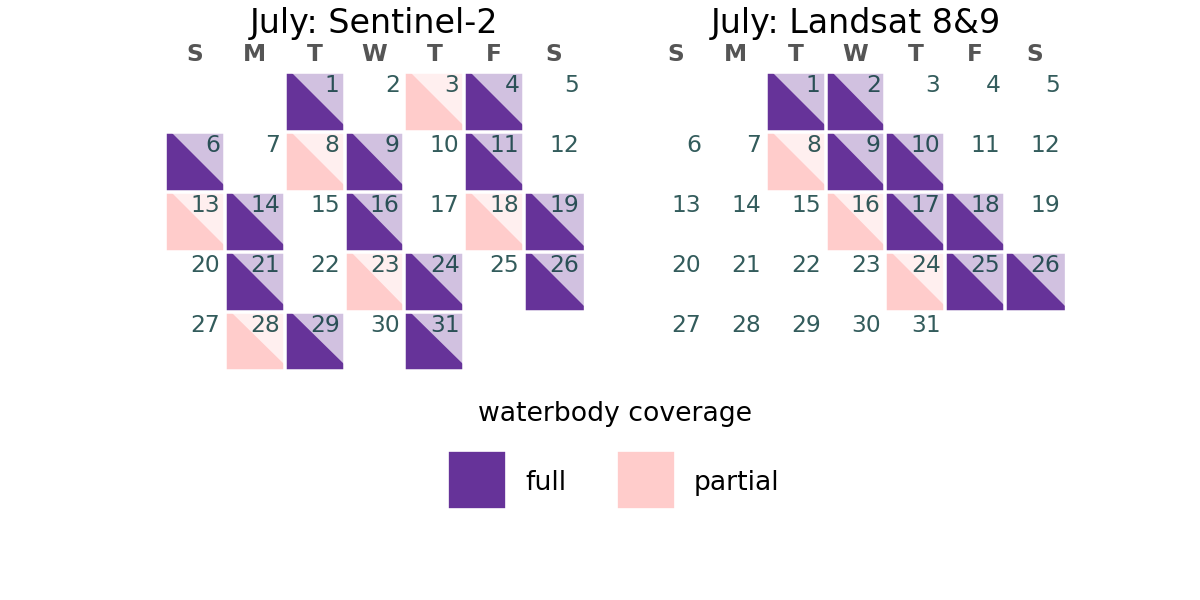 July: Sentinel-2
S M T W T F S
1 2 3 4 5
6 7 8 9 10 11 12
13 14 15 16 17 18 19
20 21 22 23 24 25 26
27 28 29 30 31
July: Landsat 8&9
S M T W T F S
1 2 3 4 5
6 7 8 9 10 11 12
13 14 15 16 17 18 19
20 21 22 23 24 25 26
27 28 29 30 31
waterbody coverage
full partial